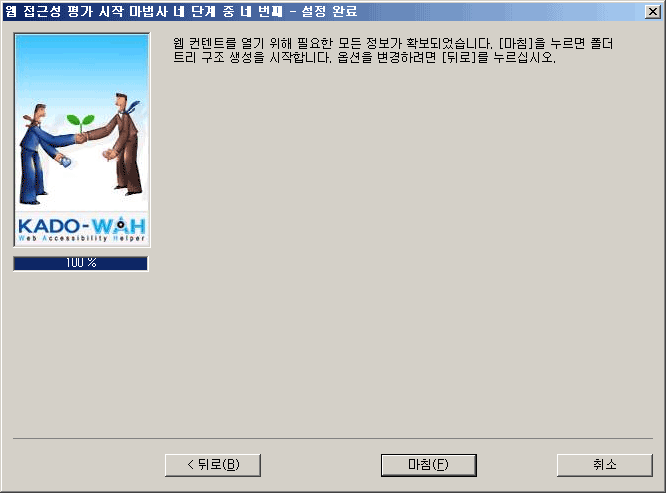 웹 접근성 평가 시작 마법사 네 단계 중 네 번째 - 설정 완료
웹 컨텐트를 열기 위해 필요한 모든 정보가 확보되었습니다. [마침]을 누르면 폴더
트리 구조 생성을 시작합니다. 옵션을 변경하려면 [뒤로]를 누르십시오.
KADO-WAH
Web Accessibility Helper
100 %
< 뒤로(B)
마침(F)
취소